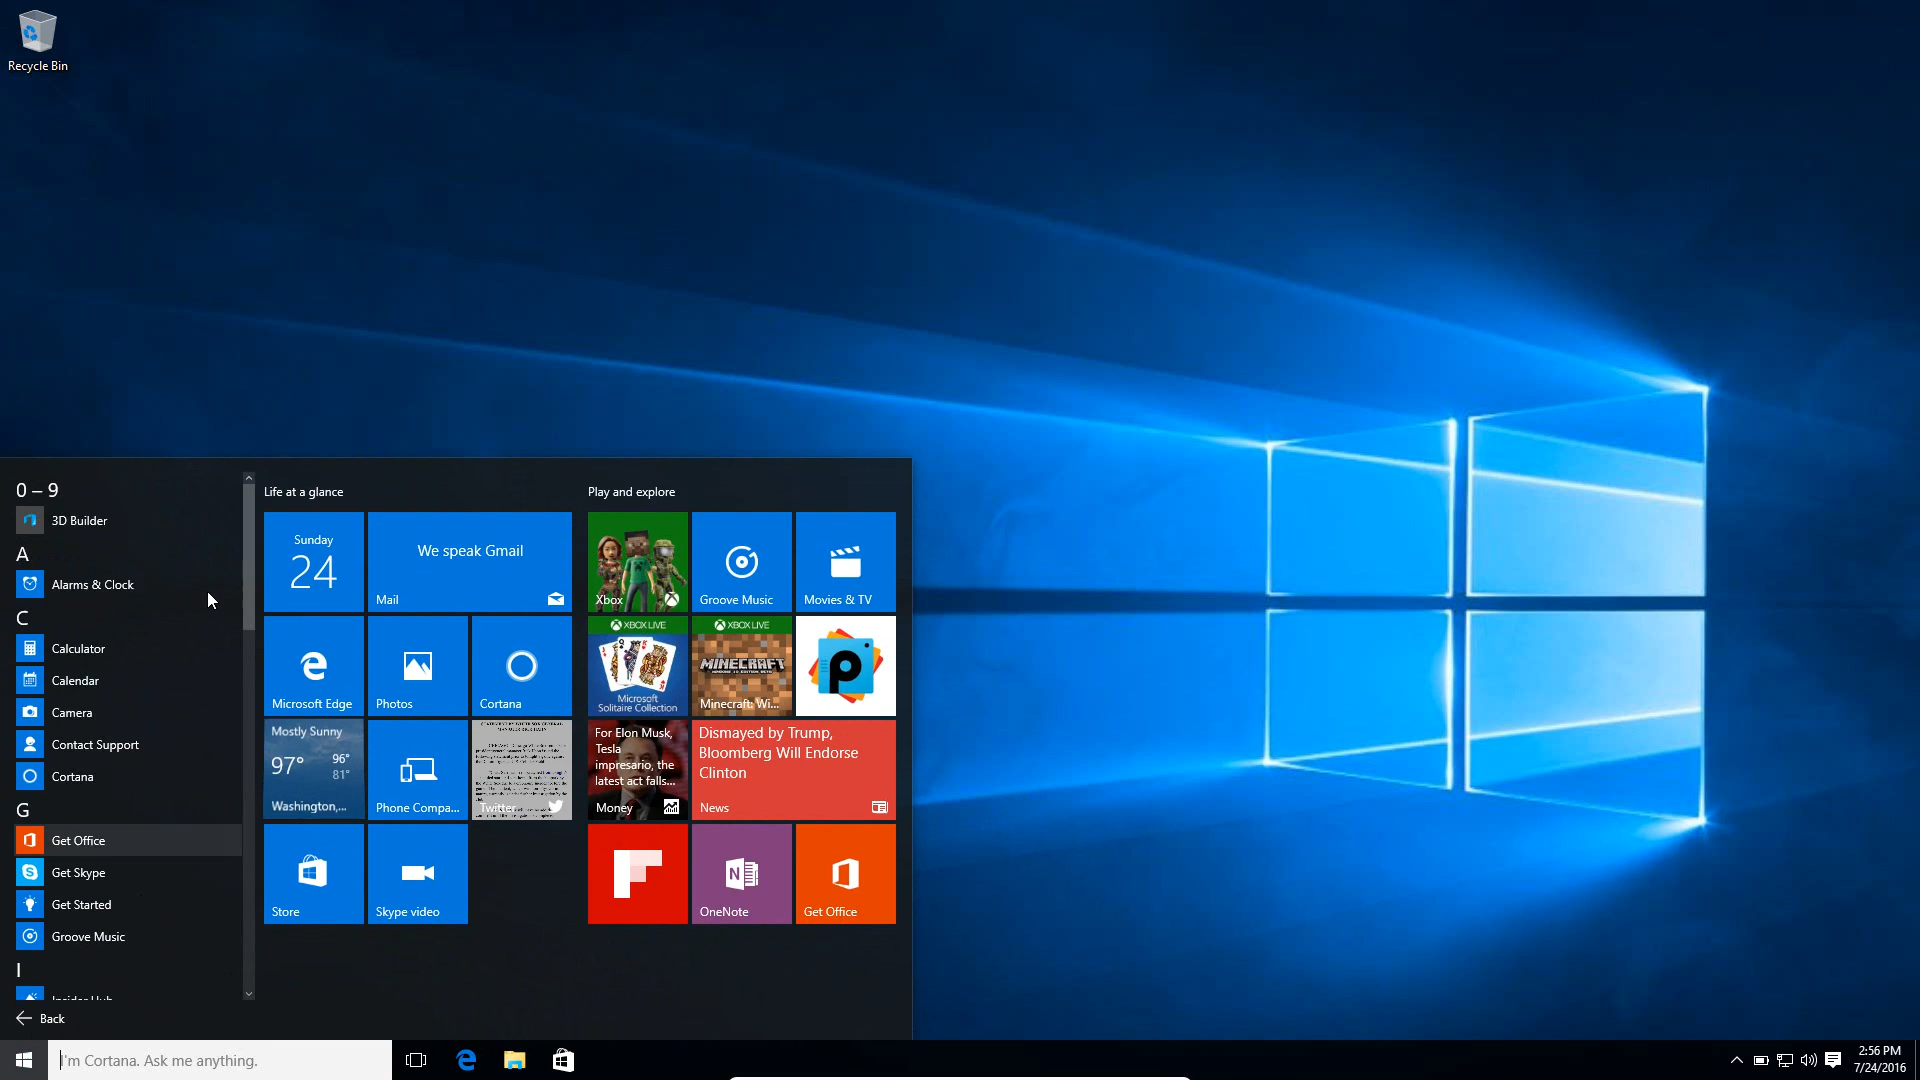 Recycle Bin
0 – 9
3D Builder
A
Alarms & Clock
C
Calculator
Calendar
Camera
Contact Support
Cortana
G
Get Office
Get Skype
Get Started
Groove Music
I
Insider Hub
Back
Life at a glance
Sunday
24
We speak Gmail
Mail
Microsoft Edge
Photos
Cortana
Mostly Sunny
97°
96°
81°
Washington,...
Phone Compa...
Twitter
Store
Skype video
Play and explore
Xbox
Groove Music
Movies & TV
XBOX LIVE
Microsoft
Solitaire Collection
XBOX LIVE
MINECRAFT
Minecraft: Wi...
For Elon Musk,
Tesla
impresario, the
latest act falls...
Money
Dismayed by Trump,
Bloomberg Will Endorse
Clinton
News
OneNote
Get Office
I'm Cortana. Ask me anything.
2:56 PM
7/24/2016